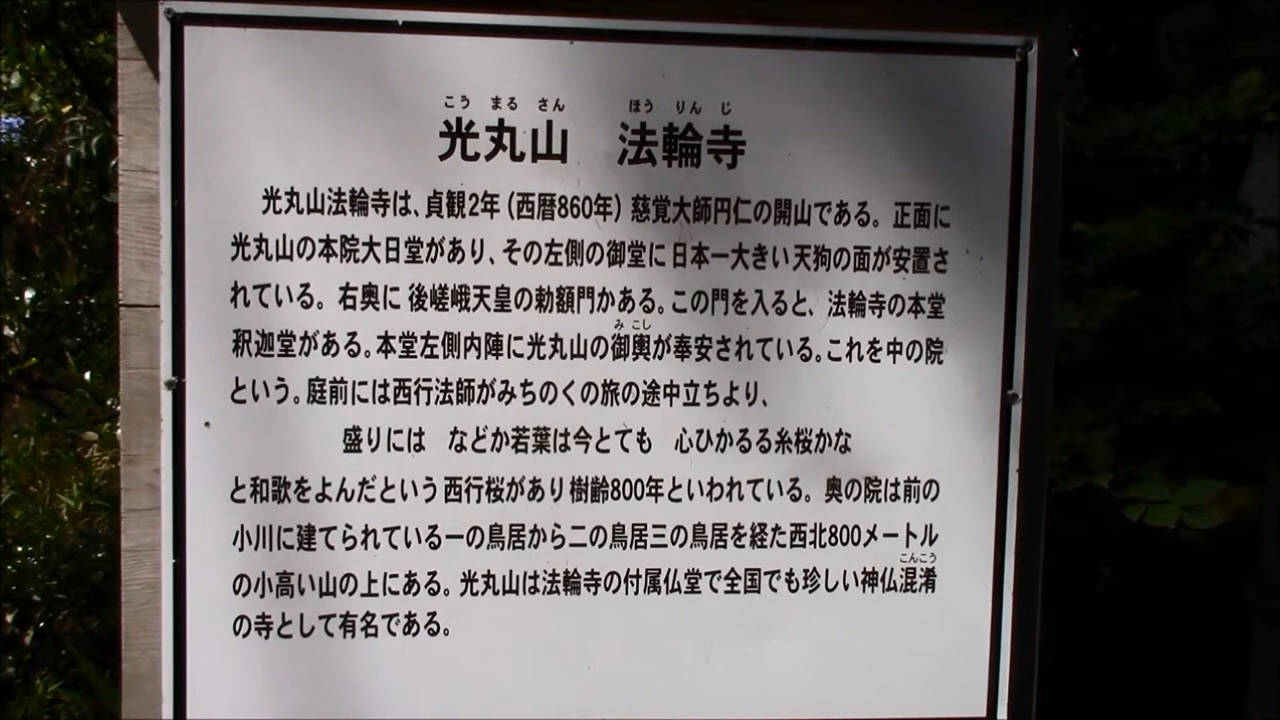 こう まる さん ほう りん じ
光丸山 法輪寺
光丸山法輪寺は、貞観2年(西暦860年)慈覚大師円仁の開山である。正面に
光丸山の本院大日堂があり、その左側の御堂に日本一大きい天狗の面が安置さ
れている。右奥に後嵯峨天皇の勅額門かある。この門を入ると、法輪寺の本堂
み こし
釈迦堂がある。本堂左側内陣に光丸山の御輿が奉安されている。これを中の院
という。庭前には西行法師がみちのくの旅の途中立ちより、
盛りには などか若葉は今とても 心ひかるる糸桜かな
と和歌をよんだという西行桜があり樹齢800年といわれている。奥の院は前の
小川に建てられている一の鳥居から二の鳥居三の鳥居を経た西北800メートル
こんこう
の小高い山の上にある。光丸山は法輪寺の付属仏堂で全国でも珍しい神仏混淆
の寺として有名である。